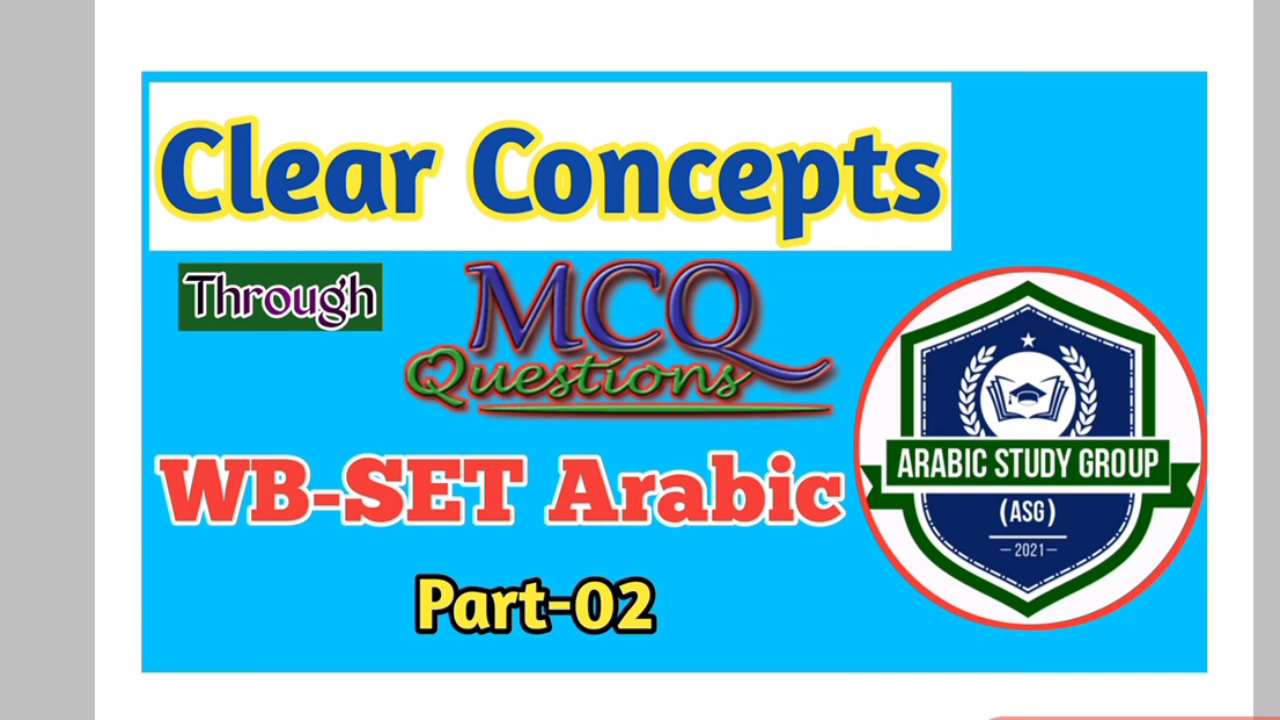 Clear Concepts
Through
MCQ
Questions
WB-SET Arabic
Part-02
ARABIC STUDY GROUP
(ASG)
2021